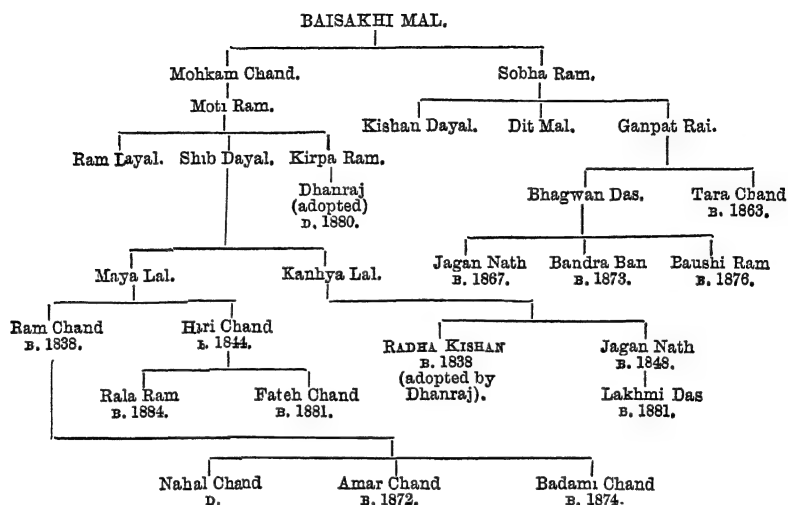 BAISAKHI MAL.
Mohkam Chand. Sobha Ram.
Moti Ram.
Kishan Dayal. Dit Mal. Ganpat Rai.
Ram Layal. Shib Dayal. Kirpa Ram.
Dhanraj
(adopted)
D. 1880.
Bhagwan Das. Tara Chand
B. 1863.
Maya Lal. Kanhya Lal.
Jagan Nath Bandra Ban Paushi Ram
B. 1867. B. 1873. B. 1876.
Ram Chand Hari Chand
B. 1838. B. 1844.
RADHA KISHAN Jagan Nath
B. 1838 B. 1848.
(adopted by
Dhanraj).
Rala Ram Fateh Chand Lakhmi Das
B. 1884. B. 1881. B. 1881.
Nahal Chand Amar Chand Badami Chand
D. B. 1872. B. 1874.